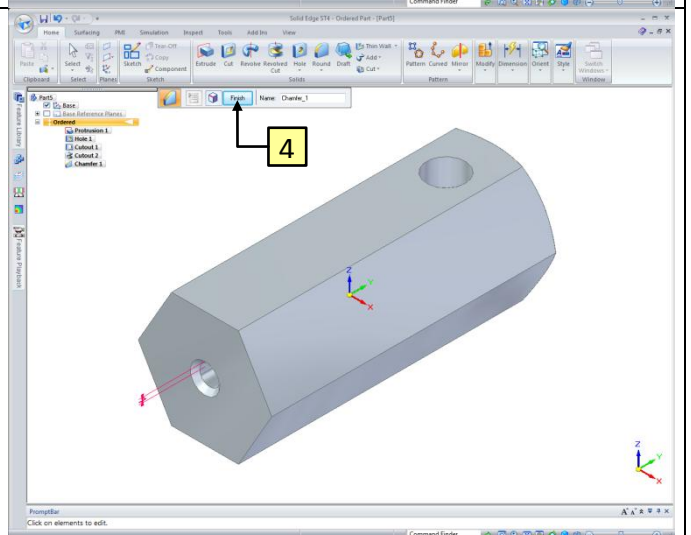 Command Finder
Solid Edge ST4 - Ordered Part - [Part5]
Home Surfacing PMI Simulation Inspect Tools Add Ins View
Paste Select Sketch Trim-Off Copy Component Extrude Cut Revolve Revolved Cut Hole Round Draft Thin Wall Add Cut Pattern Curved Mirror Modify Dimension Orient Style Switch Windows
Clipboard Select Planes Sketch Solids Pattern Window
Part5
Base
Base Reference Planes
Ordered
Protrusion 1
Hole 1
Cutout 1
Cutout 2
Chamfer 1
Finish Name: Chamfer_1
4
Feature Library
Feature Playback
Z
Y
X
Z
Y
X
PromptBar
Click on elements to edit.
Command Finder